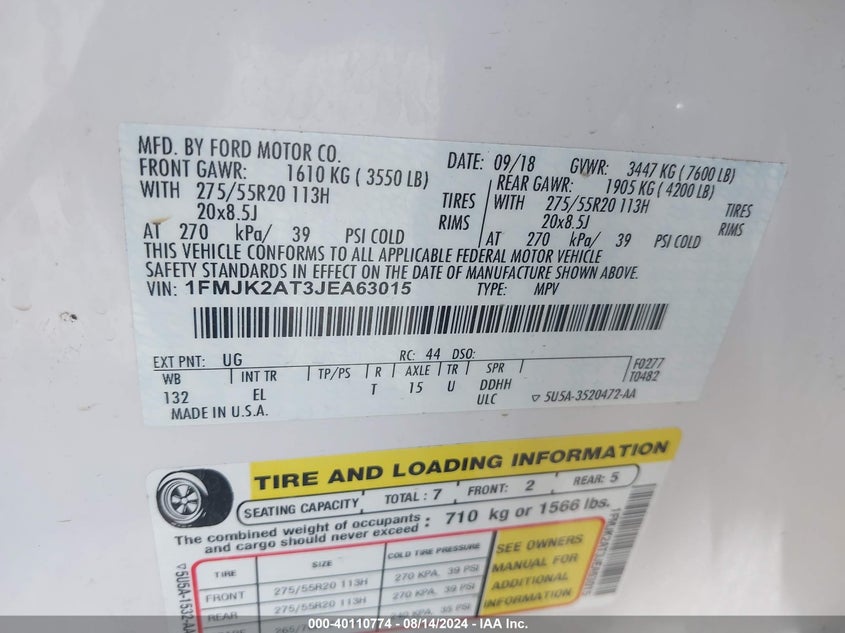 MFD. BY FORD MOTOR CO.
DATE: 09/18 GVWR: 3447 KG ( 7600 LB)
FRONT GAWR: 1610 KG ( 3550 LB)
REAR GAWR: 1905 KG ( 4200 LB)
WITH 275/55R20 113H TIRES
WITH 275/55R20 113H TIRES
20x8.5J RIMS
20x8.5J RIMS
AT 270 kPa/ 39 PSI COLD
AT 270 kPa/ 39 PSI COLD
THIS VEHICLE CONFORMS TO ALL APPLICABLE FEDERAL MOTOR VEHICLE
SAFETY STANDARDS IN EFFECT ON THE DATE OF MANUFACTURE SHOWN ABOVE.
VIN: 1FMJK2AT3JEA63015 TYPE: MPV
EXT PNT: UG RC: 44 DSO: F0277
WB INT TR TP/PS R AXLE TR SPR T0482
132 EL T 15 U DDHH
ULC ▽ 5U5A-3520472-AA
MADE IN U.S.A.
TIRE AND LOADING INFORMATION
SEATING CAPACITY TOTAL : 7 FRONT: 2 REAR: 5
The combined weight of occupants
and cargo should never exceed : 710 kg or 1566 lbs.
TIRE SIZE COLD TIRE PRESSURE
FRONT 275/55R20 113H 270 KPA, 39 PSI
REAR 275/55R20 113H 270 KPA, 39 PSI
SEE OWNERS
MANUAL FOR
ADDITIONAL
INFORMATION
▽5U5A-1532-AA
000-40110774 - 08/14/2024 - IAA Inc.